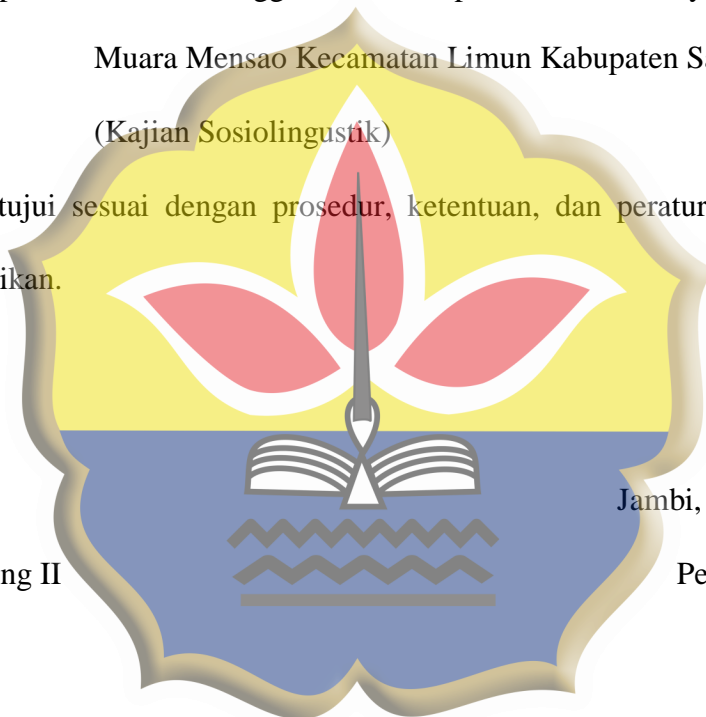 Muara Mensao Kecamatan Limun Kabupaten Sa
(Kajian Sosiolingustik)
tujui sesuai dengan prosedur, ketentuan, dan peratur
ikan.
Jambi,
ng II Pe